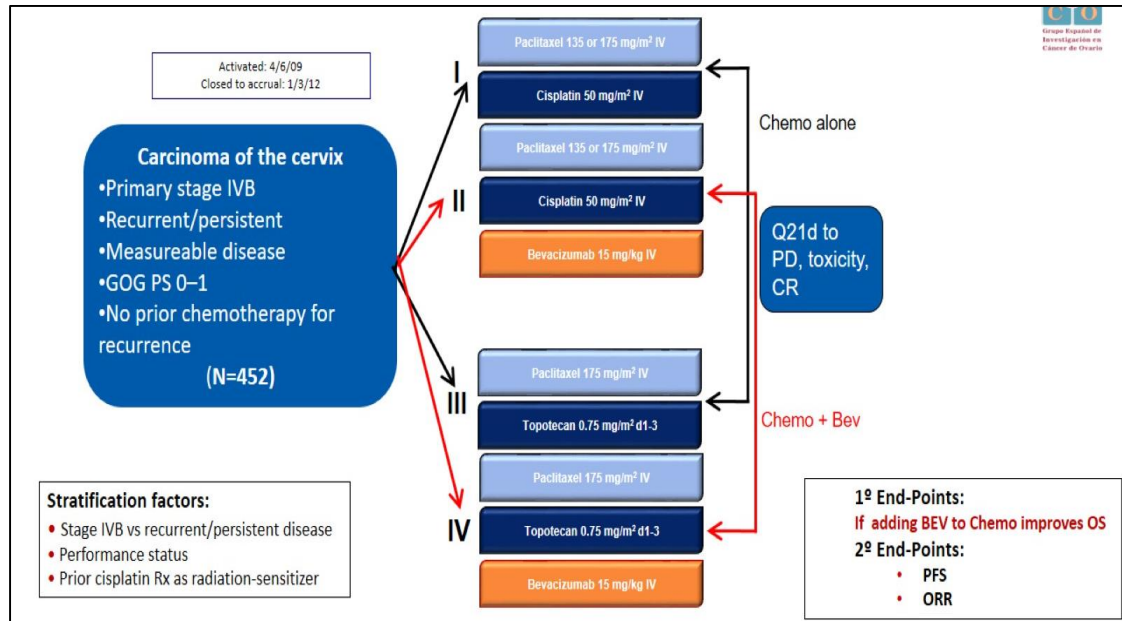 C O
Grupo Español de
Investigación en
Cáncer de Ovario
Activated: 4/6/09
Closed to accrual: 1/3/12
Carcinoma of the cervix
•Primary stage IVB
•Recurrent/persistent
•Measureable disease
•GOG PS 0–1
•No prior chemotherapy for
recurrence
(N=452)
Stratification factors:
• Stage IVB vs recurrent/persistent disease
• Performance status
• Prior cisplatin Rx as radiation-sensitizer
I
Paclitaxel 135 or 175 mg/m² IV
Cisplatin 50 mg/m² IV
II
Paclitaxel 135 or 175 mg/m² IV
Cisplatin 50 mg/m² IV
Bevacizumab 15 mg/kg IV
III
Paclitaxel 175 mg/m² IV
Topotecan 0.75 mg/m² d1-3
IV
Paclitaxel 175 mg/m² IV
Topotecan 0.75 mg/m² d1-3
Bevacizumab 15 mg/kg IV
Chemo alone
Q21d to
PD, toxicity,
CR
Chemo + Bev
1º End-Points:
If adding BEV to Chemo improves OS
2º End-Points:
• PFS
• ORR